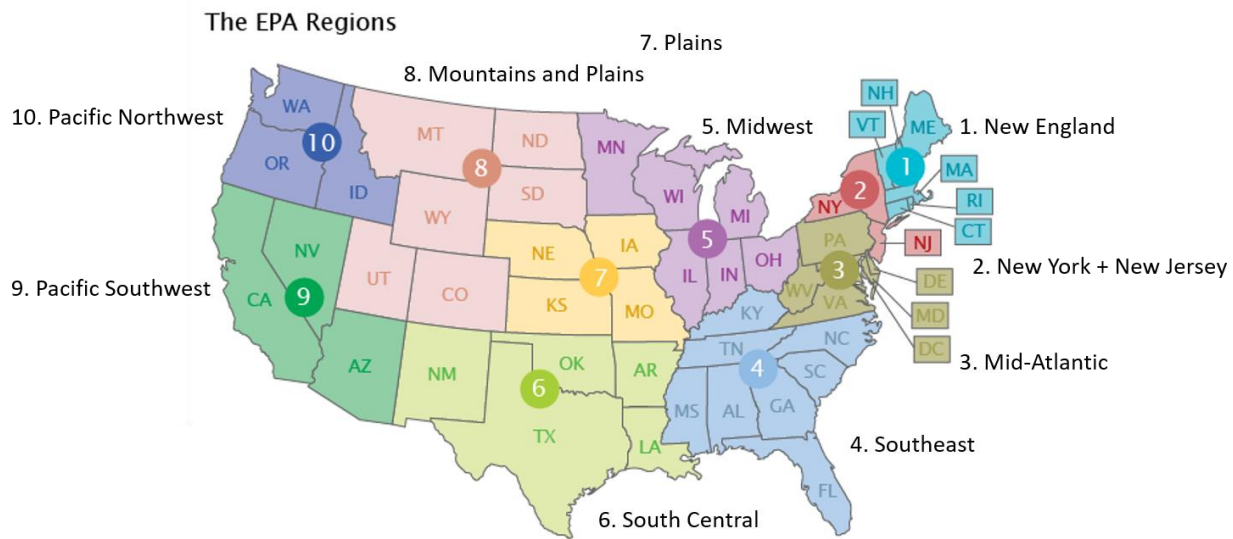 The EPA Regions
7. Plains
8. Mountains and Plains
10. Pacific Northwest
5. Midwest
1. New England
9. Pacific Southwest
2. New York + New Jersey
3. Mid-Atlantic
4. Southeast
6. South Central
WA
OR
ID
10
MT
ND
SD
WY
UT
CO
8
MN
WI
MI
IL
IN
OH
5
NH
VT
ME
MA
RI
CT
1
NY
NJ
2
PA
WV
VA
DE
MD
DC
3
NE
IA
KS
MO
7
NV
CA
AZ
9
NM
OK
AR
TX
LA
6
KY
TN
NC
SC
MS
AL
GA
FL
4